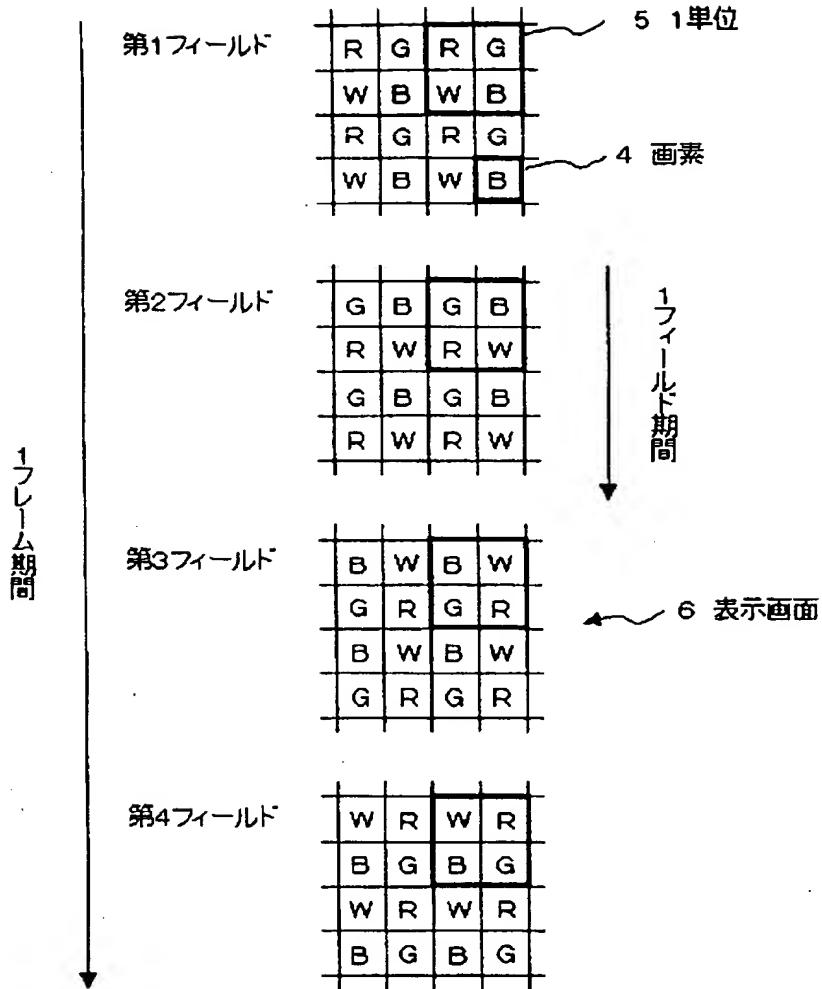 第1フィールド
5 1単位
R G R G
W B W B
R G R G
W B W B
4 画素
第2フィールド
G B G B
R W R W
G B G B
R W R W
1フィールド期間
1フレーム期間
第3フィールド
B W B W
G R G R
B W B W
G R G R
6 表示画面
第4フィールド
W R W R
B G B G
W R W R
B G B G